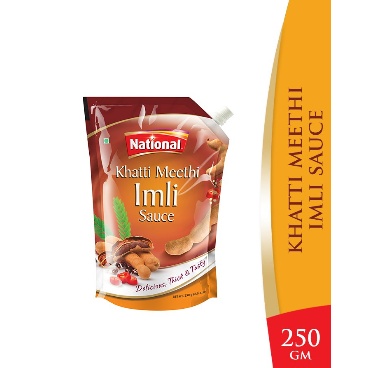 National
Khatti Meethi
Imli
Sauce
Delicious, Thick & Tasty
KHATTI MEETHI
IMLI SAUCE
250
GM